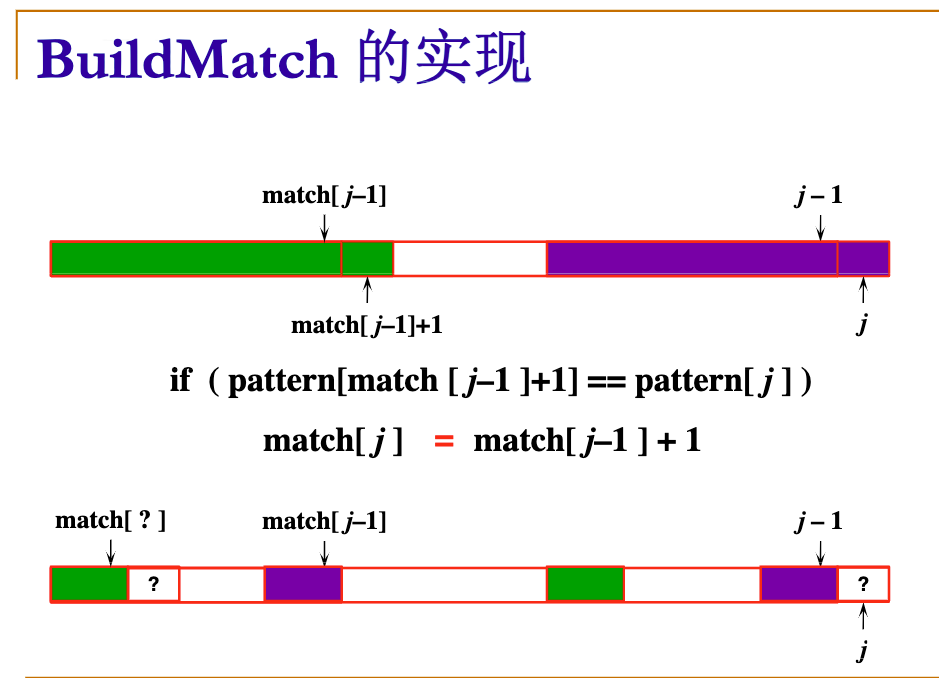 BuildMatch 的实现
match[ j–1] j – 1
match[ j–1]+1 j
if ( pattern[match [ j–1 ]+1] == pattern[ j ] )
match[ j ] = match[ j–1 ] + 1
match[ ? ] match[ j–1] j – 1
? ?
j